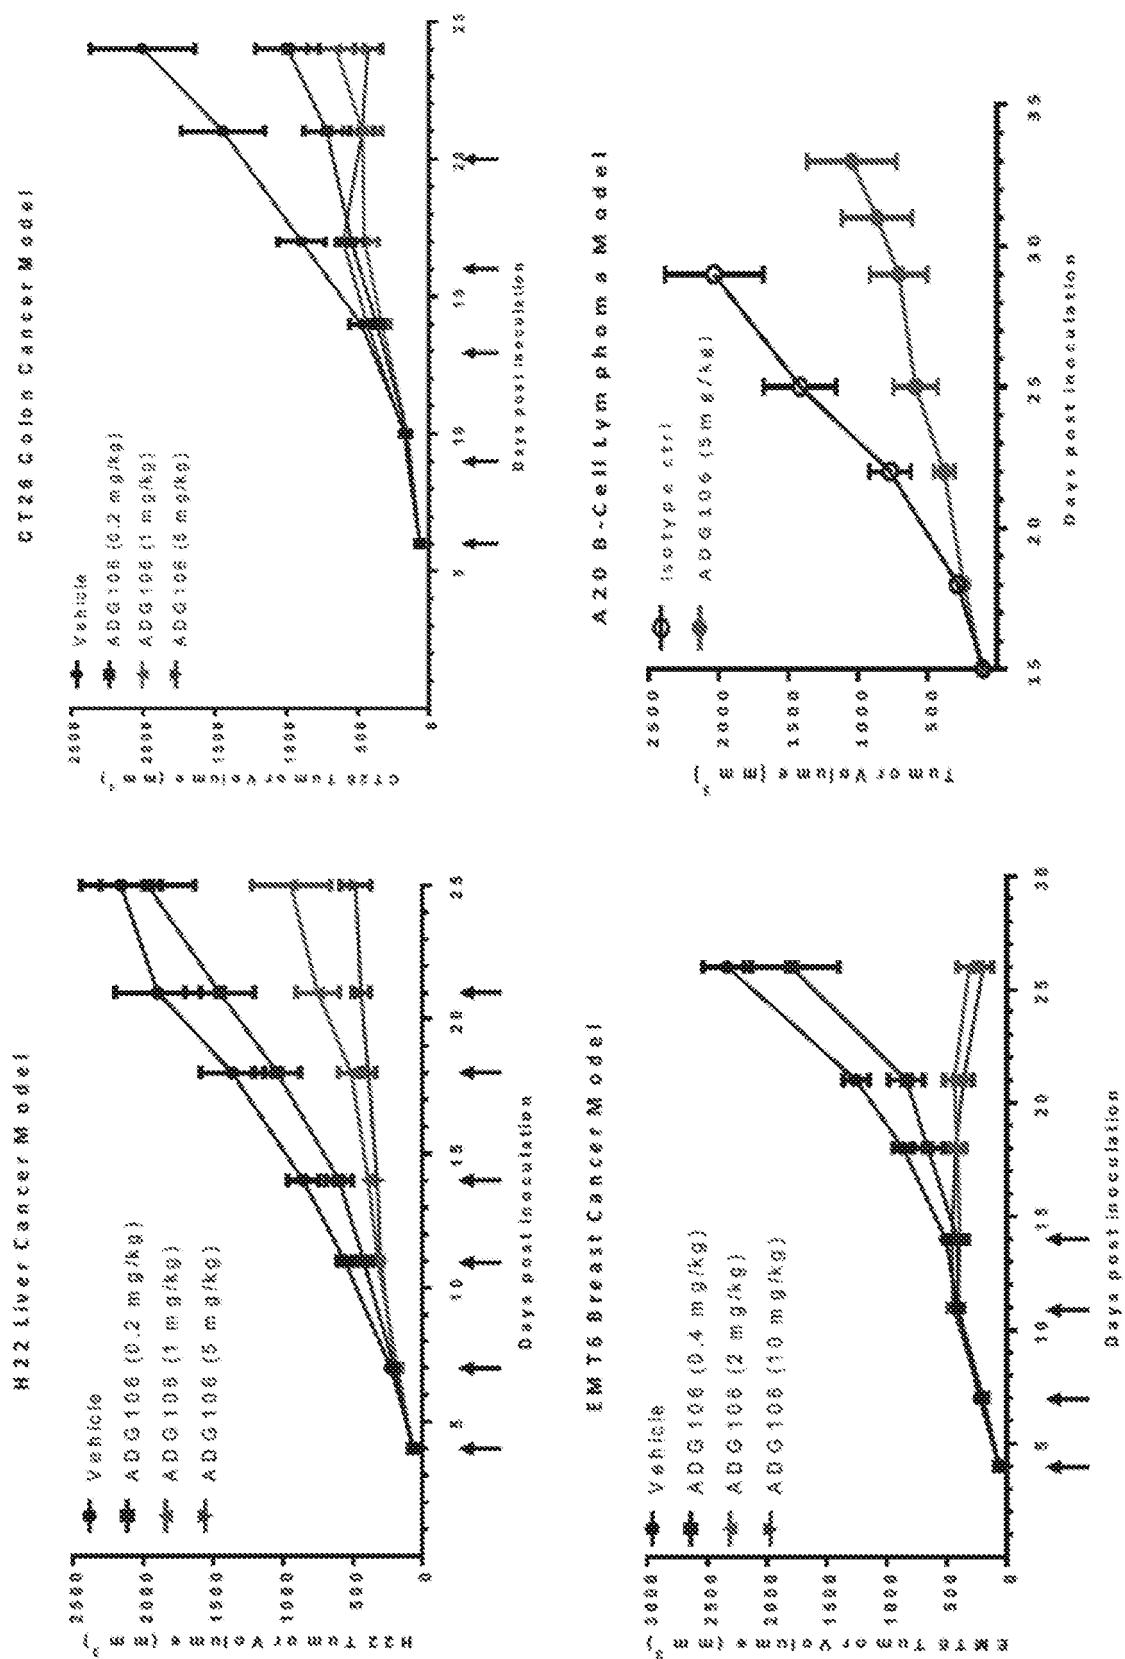 H22 Liver Cancer Model
Vehicle
ADG106 (0.2 mg/kg)
ADG106 (1 mg/kg)
ADG106 (5 mg/kg)
H22 Tumor Volume (mm³)
2500
2000
1500
1000
500
0
5
10
15
20
25
Days post inoculation
CT26 Colon Cancer Model
Vehicle
ADG106 (0.2 mg/kg)
ADG106 (1 mg/kg)
ADG106 (5 mg/kg)
CT26 Tumor Volume (mm³)
2500
2000
1500
1000
500
0
5
10
15
20
25
Days post inoculation
EMT6 Breast Cancer Model
Vehicle
ADG106 (0.4 mg/kg)
ADG106 (2 mg/kg)
ADG106 (10 mg/kg)
EMT6 Tumor Volume (mm³)
3000
2500
2000
1500
1000
500
0
5
10
15
20
25
30
Days post inoculation
A20 B-Cell Lymphoma Model
Isotype ctrl
ADG106 (5mg/kg)
Tumor Volume (mm³)
2500
2000
1500
1000
500
15
20
25
30
35
Days post inoculation